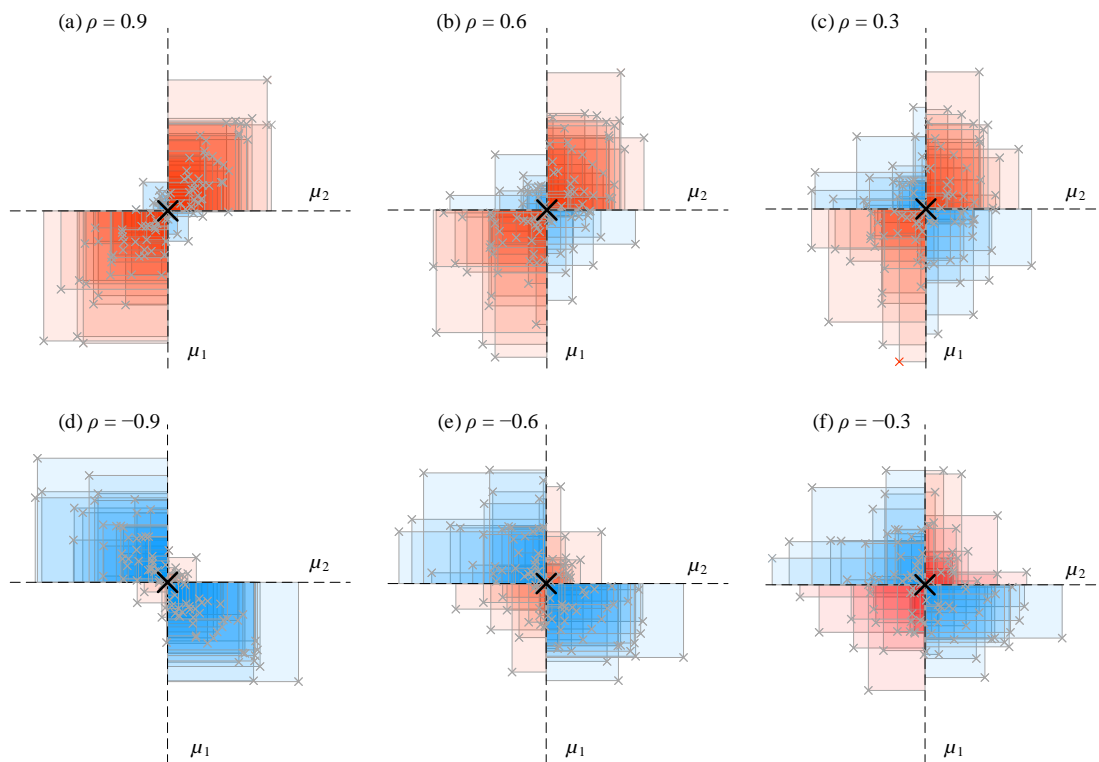 (a) ρ = 0.9
(b) ρ = 0.6
(c) ρ = 0.3
μ2
μ2
μ2
μ1
μ1
μ1
(d) ρ = −0.9
(e) ρ = −0.6
(f) ρ = −0.3
μ2
μ2
μ2
μ1
μ1
μ1